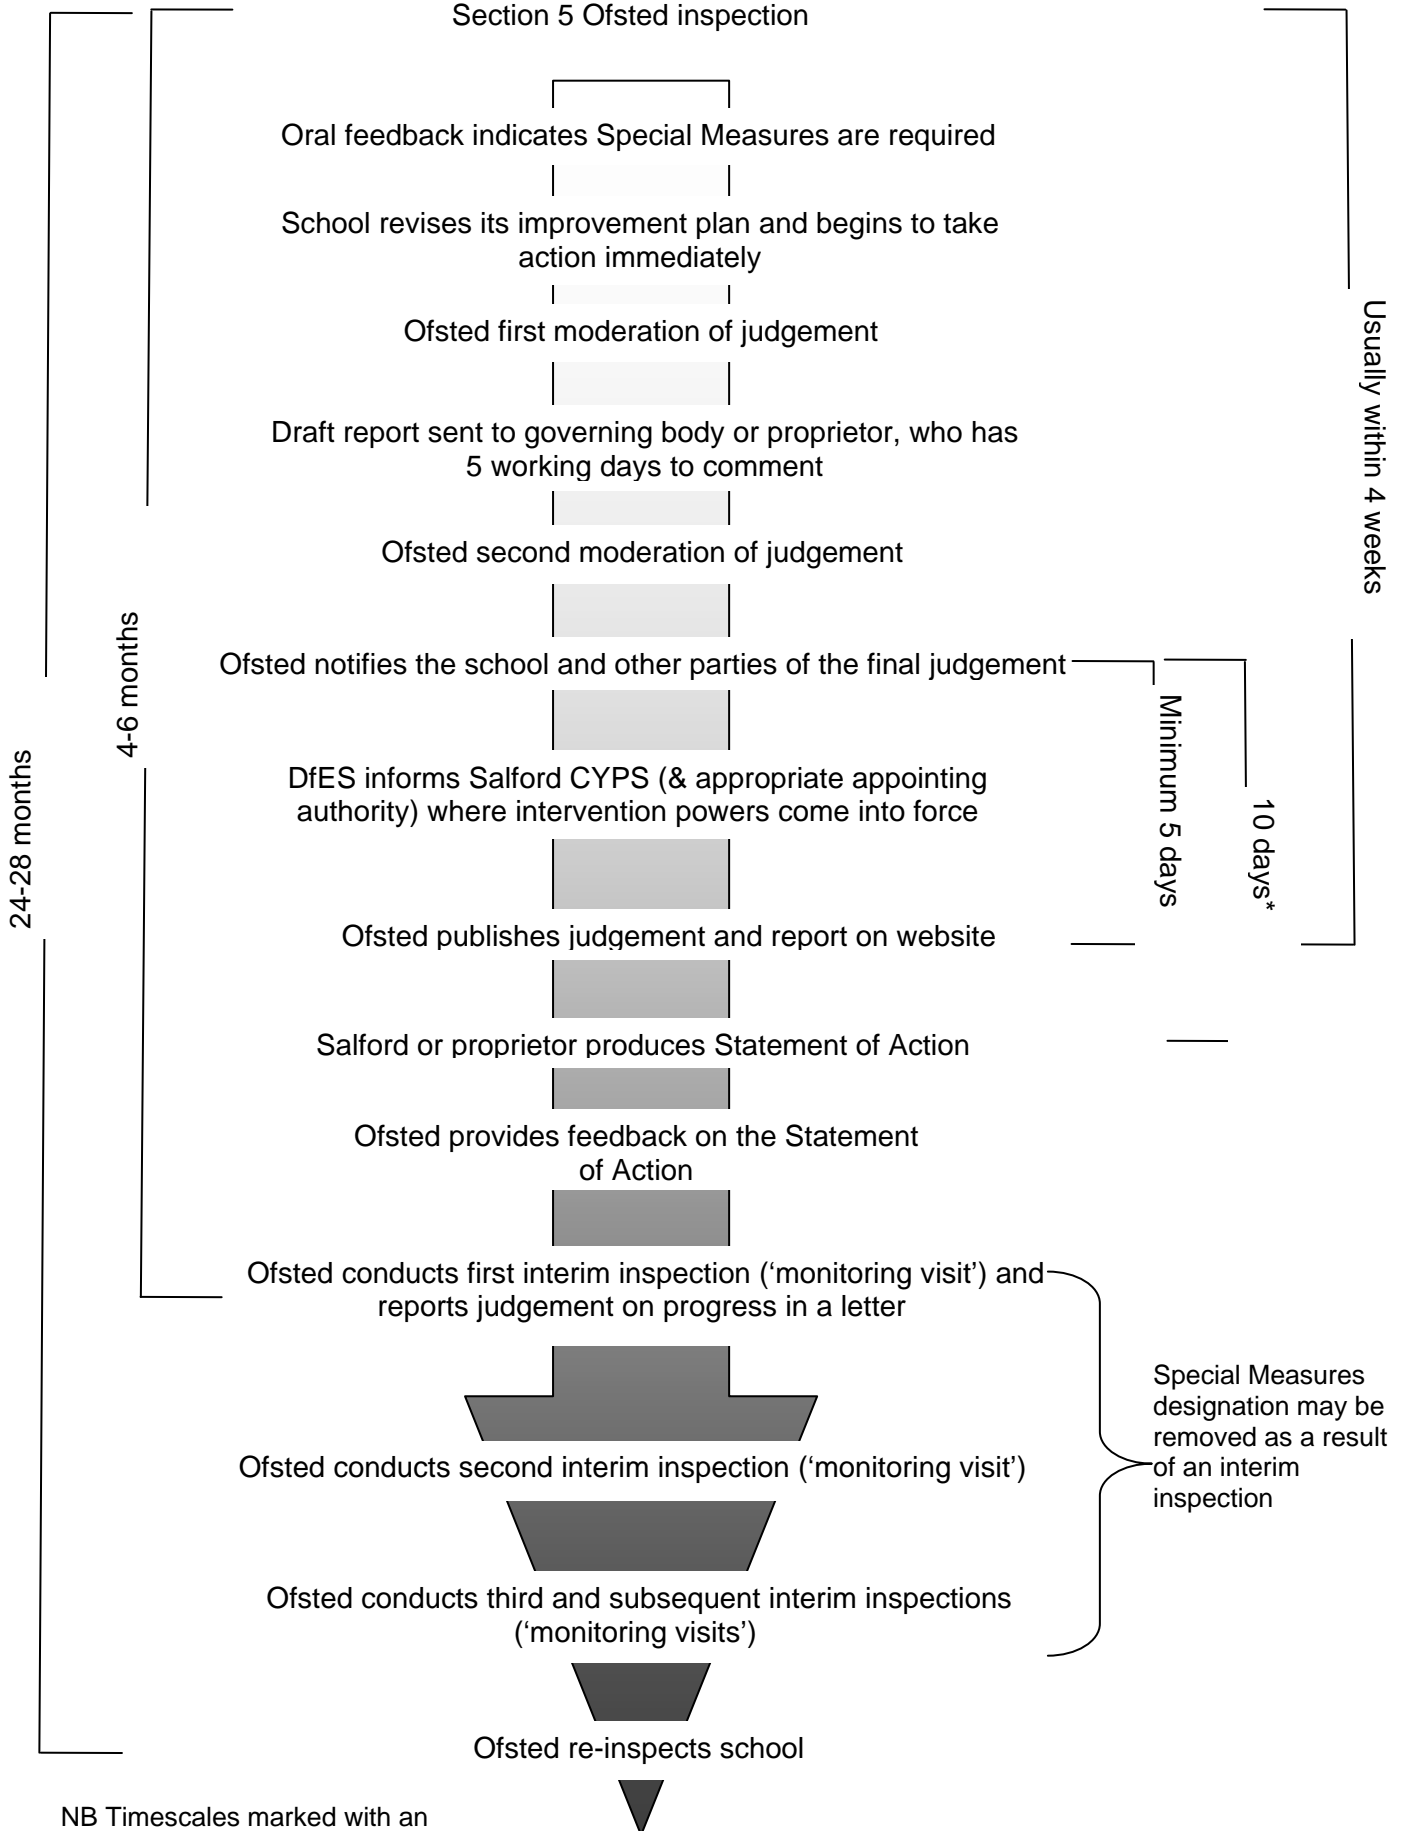 Section 5 Ofsted inspection
Oral feedback indicates Special Measures are required
School revises its improvement plan and begins to take
action immediately
Ofsted first moderation of judgement
Draft report sent to governing body or proprietor, who has
5 working days to comment
Ofsted second moderation of judgement
Ofsted notifies the school and other parties of the final judgement
DfES informs Salford CYPS (& appropriate appointing
authority) where intervention powers come into force
Ofsted publishes judgement and report on website
Salford or proprietor produces Statement of Action
Ofsted provides feedback on the Statement
of Action
Ofsted conducts first interim inspection (‘monitoring visit’) and
reports judgement on progress in a letter
Ofsted conducts second interim inspection (‘monitoring visit’)
Ofsted conducts third and subsequent interim inspections
(‘monitoring visits’)
Ofsted re-inspects school
24-28 months
4-6 months
Usually within 4 weeks
Minimum 5 days
10 days*
Special Measures
designation may be
removed as a result
of an interim
inspection
NB Timescales marked with an